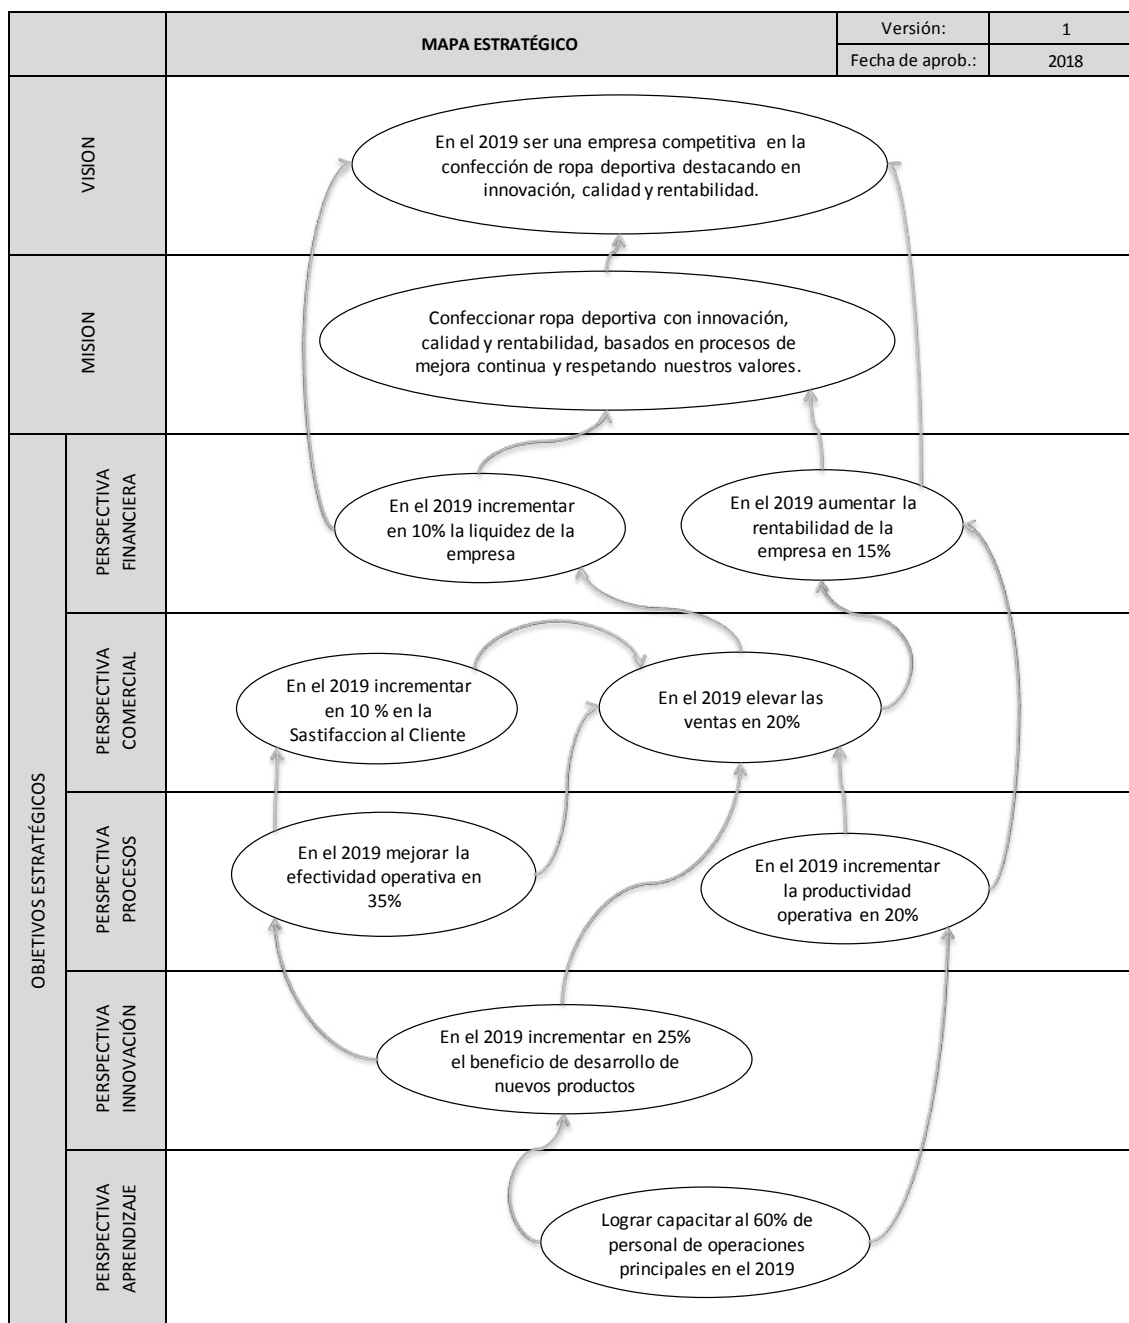 MAPA ESTRATÉGICO
Versión:
1
Fecha de aprob.:
2018
VISION
En el 2019 ser una empresa competitiva en la
confección de ropa deportiva destacando en
innovación, calidad y rentabilidad.
MISION
Confeccionar ropa deportiva con innovación,
calidad y rentabilidad, basados en procesos de
mejora continua y respetando nuestros valores.
OBJETIVOS ESTRATÉGICOS
PERSPECTIVA
FINANCIERA
En el 2019 incrementar
en 10% la liquidez de la
empresa
En el 2019 aumentar la
rentabilidad de la
empresa en 15%
PERSPECTIVA
COMERCIAL
En el 2019 incrementar
en 10 % en la
Sastifaccion al Cliente
En el 2019 elevar las
ventas en 20%
PERSPECTIVA
PROCESOS
En el 2019 mejorar la
efectividad operativa en
35%
En el 2019 incrementar
la productividad
operativa en 20%
PERSPECTIVA
INNOVACIÓN
En el 2019 incrementar en 25%
el beneficio de desarrollo de
nuevos productos
PERSPECTIVA
APRENDIZAJE
Lograr capacitar al 60% de
personal de operaciones
principales en el 2019